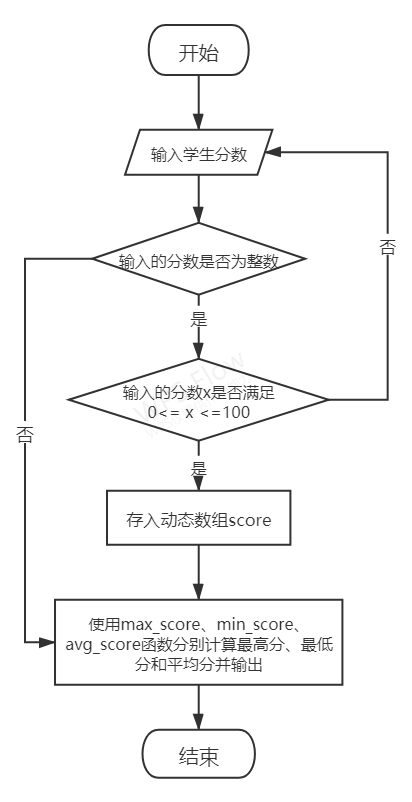 开始
输入学生分数
输入的分数是否为整数
否
是
输入的分数x是否满足
0<= x <=100
否
是
存入动态数组score
使用max_score、min_score、
avg_score函数分别计算最高分、最低
分和平均分并输出
结束